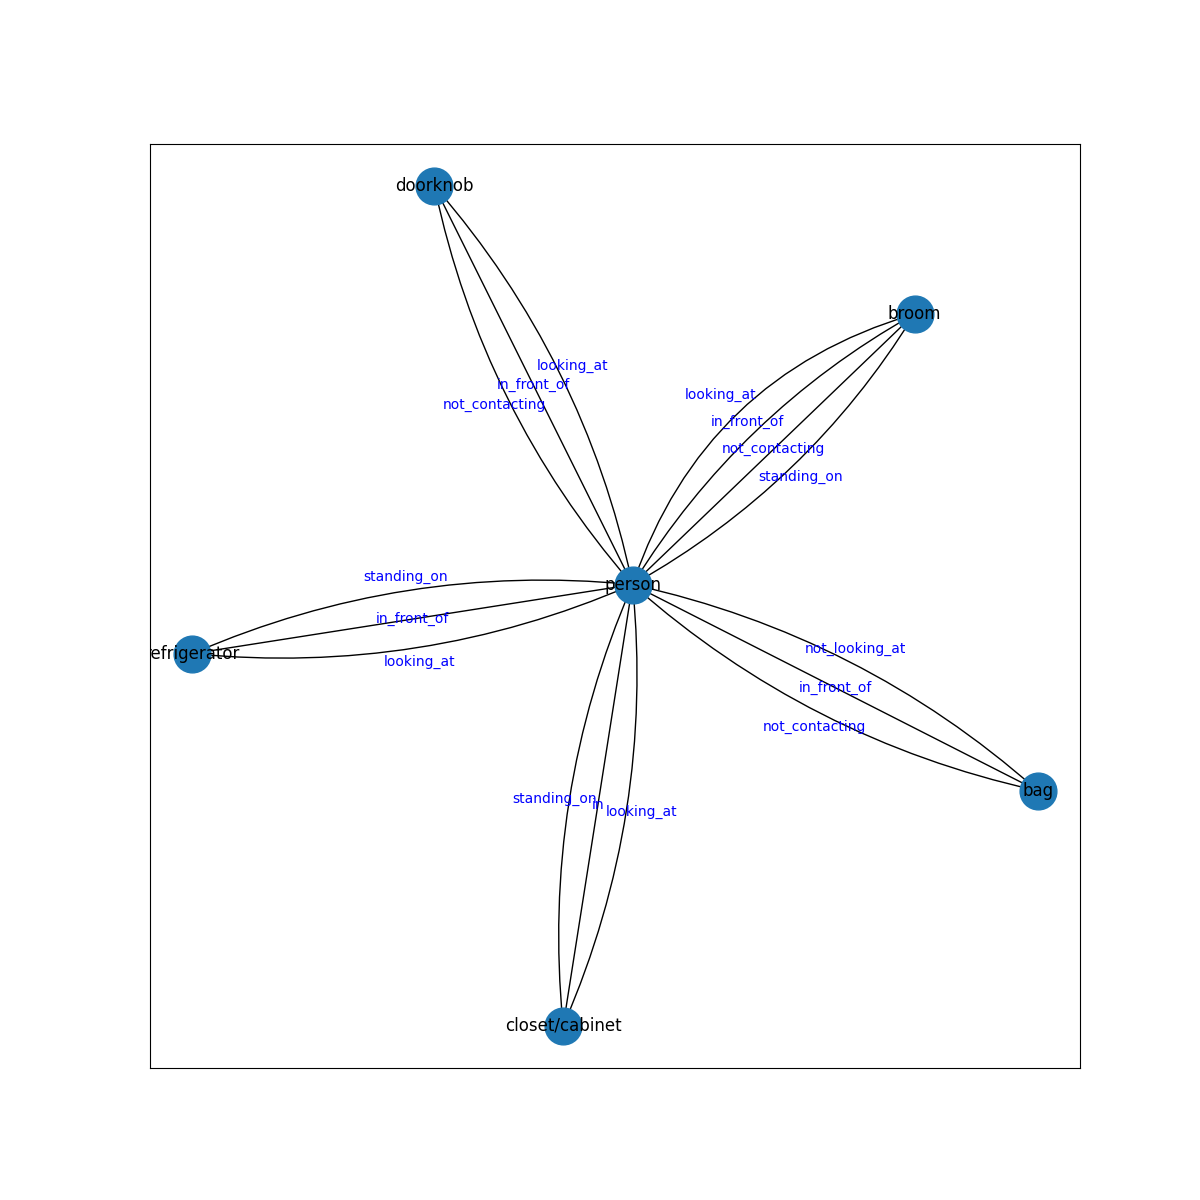 doorknob
broom
looking_at
in_front_of
not_contacting
looking_at
in_front_of
not_contacting
standing_on
person
standing_on
in_front_of
looking_at
efrigerator
not_looking_at
in_front_of
not_contacting
bag
standing_on
in
looking_at
closet/cabinet